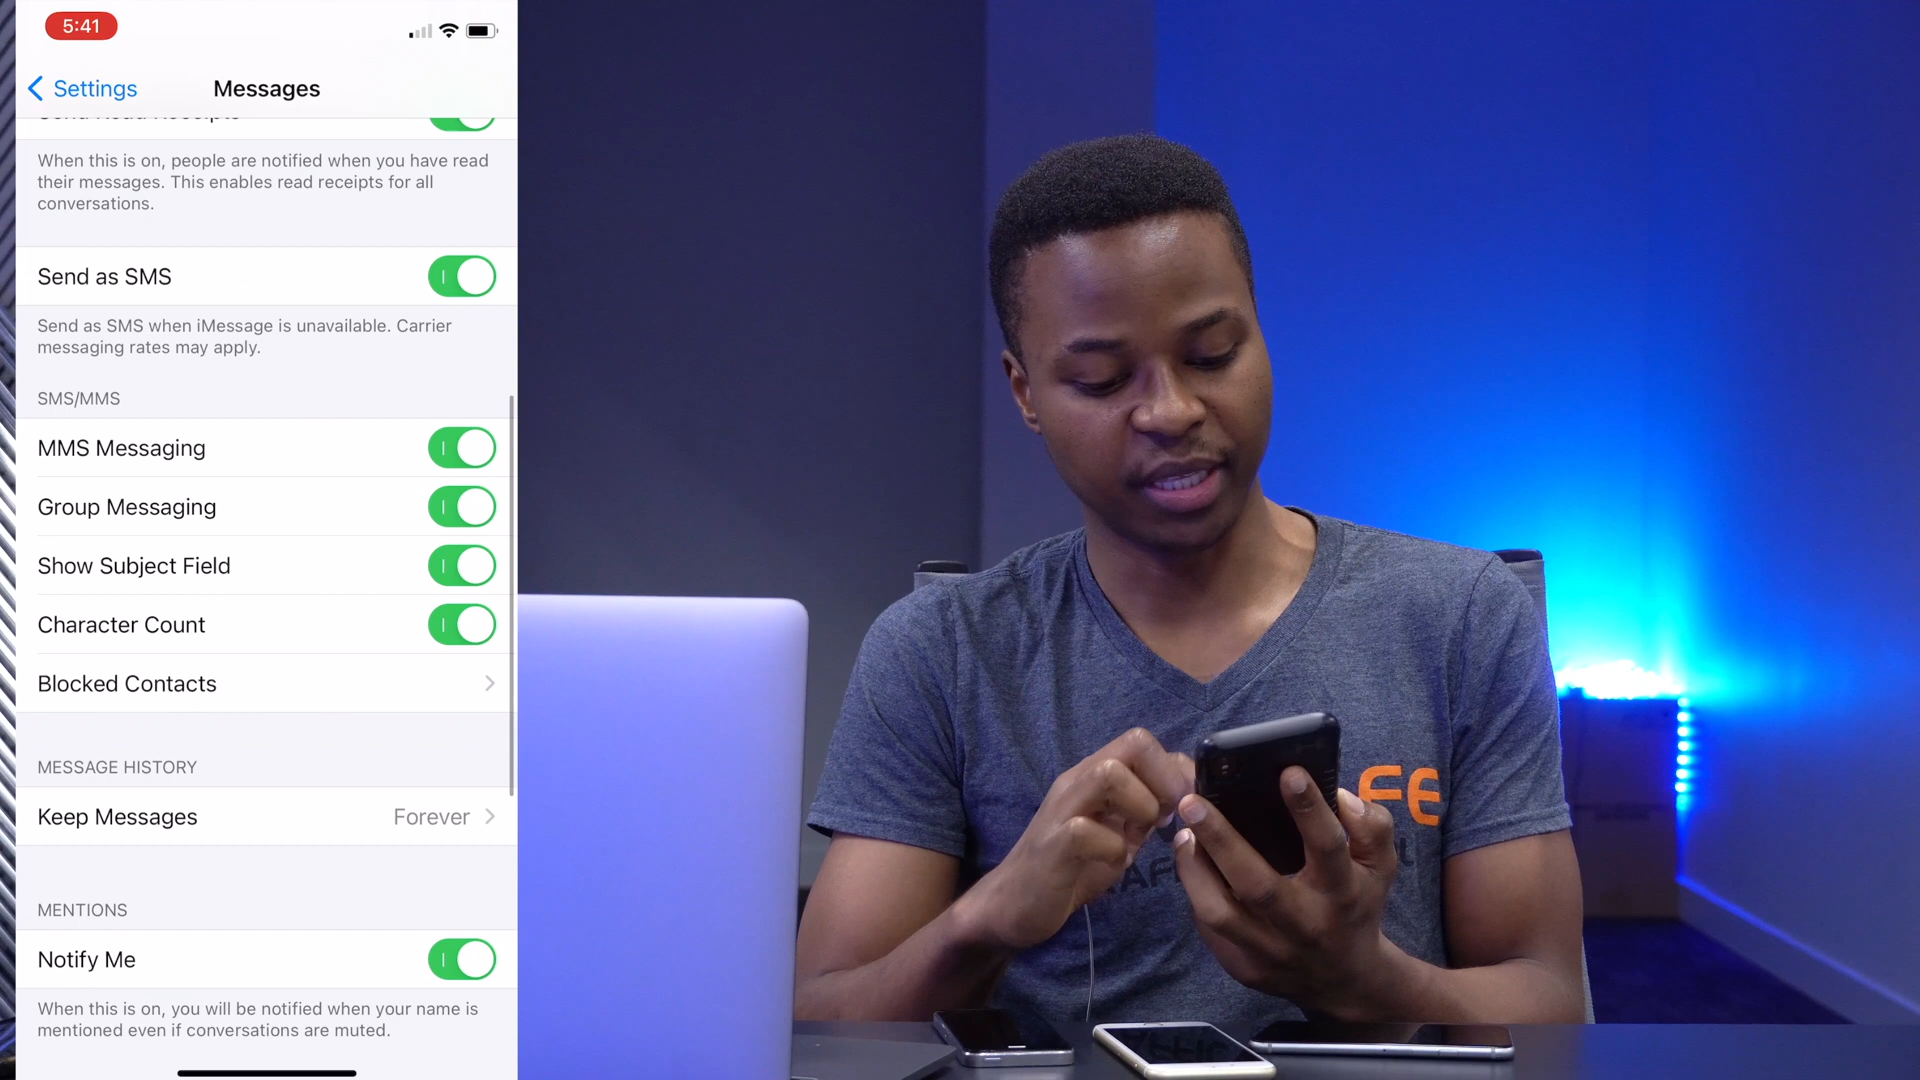 5:41
Settings
Messages
Send Read Receipts
When this is on, people are notified when you have read
their messages. This enables read receipts for all
conversations.
Send as SMS
Send as SMS when iMessage is unavailable. Carrier
messaging rates may apply.
SMS/MMS
MMS Messaging
Group Messaging
Show Subject Field
Character Count
Blocked Contacts
MESSAGE HISTORY
Keep Messages
Forever
MENTIONS
Notify Me
When this is on, you will be notified when your name is
mentioned even if conversations are muted.
FE